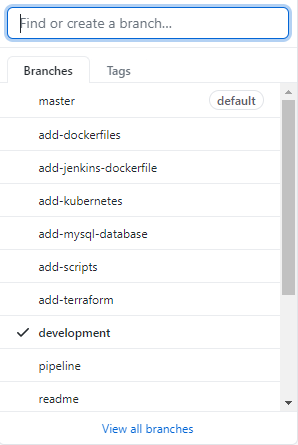 Find or create a branch...
Branches Tags
master default
add-dockerfiles
add-jenkins-dockerfile
add-kubernetes
add-mysql-database
add-scripts
add-terraform
development
pipeline
readme
View all branches